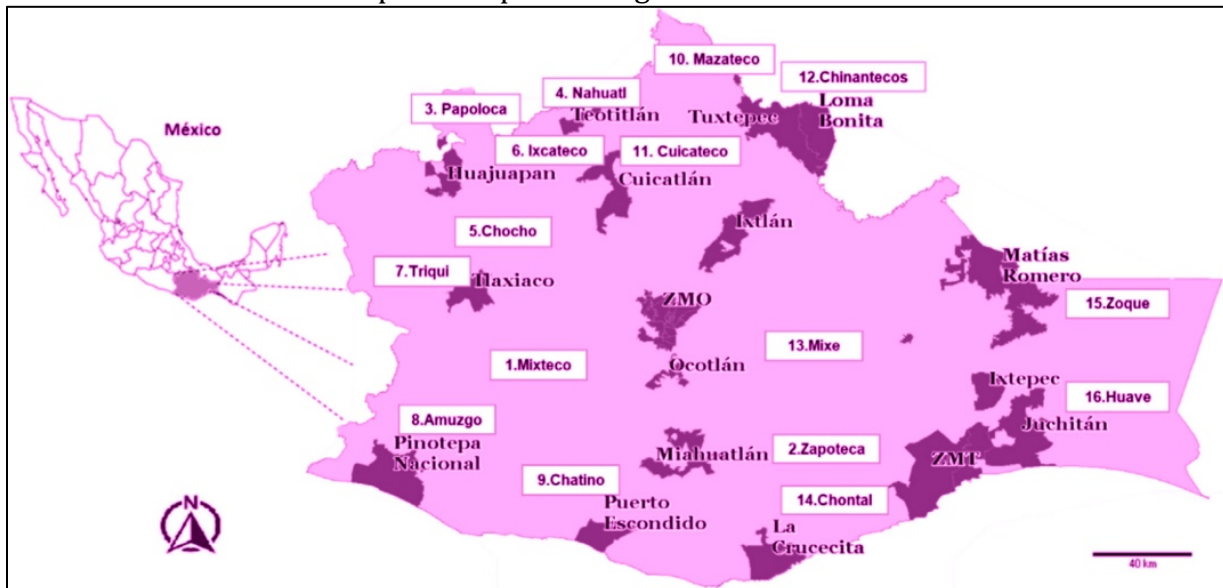 10. Mazateco
12.Chinantecos
4. Nahuatl
Loma
Bonita
3. Papoloca
Teotitlán
Tuxtepec
México
6. Ixcateco
11. Cuicateco
Huajuapan
Cuicatlán
Ixtlán
5.Chocho
Matías
Romero
7.Triqui
Tlaxiaco
ZMO
15.Zoque
13.Mixe
1.Mixteco
Ocotlán
Ixtepec
16.Huave
8.Amuzgo
Juchitán
Pinotepa
Nacional
Miahuatlán
2.Zapoteca
ZMT
9.Chatino
14.Chontal
Puerto
Escondido
N
La
Crucecita
40 km